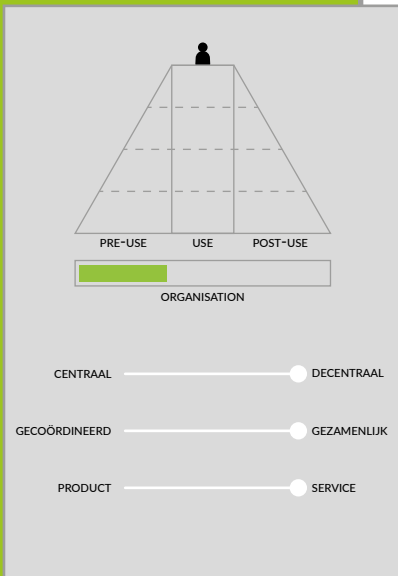 PRE-USE USE POST-USE
ORGANISATION
CENTRAAL DECENTRAAL
GECOÖRDINEERD GEZAMENLIJK
PRODUCT SERVICE